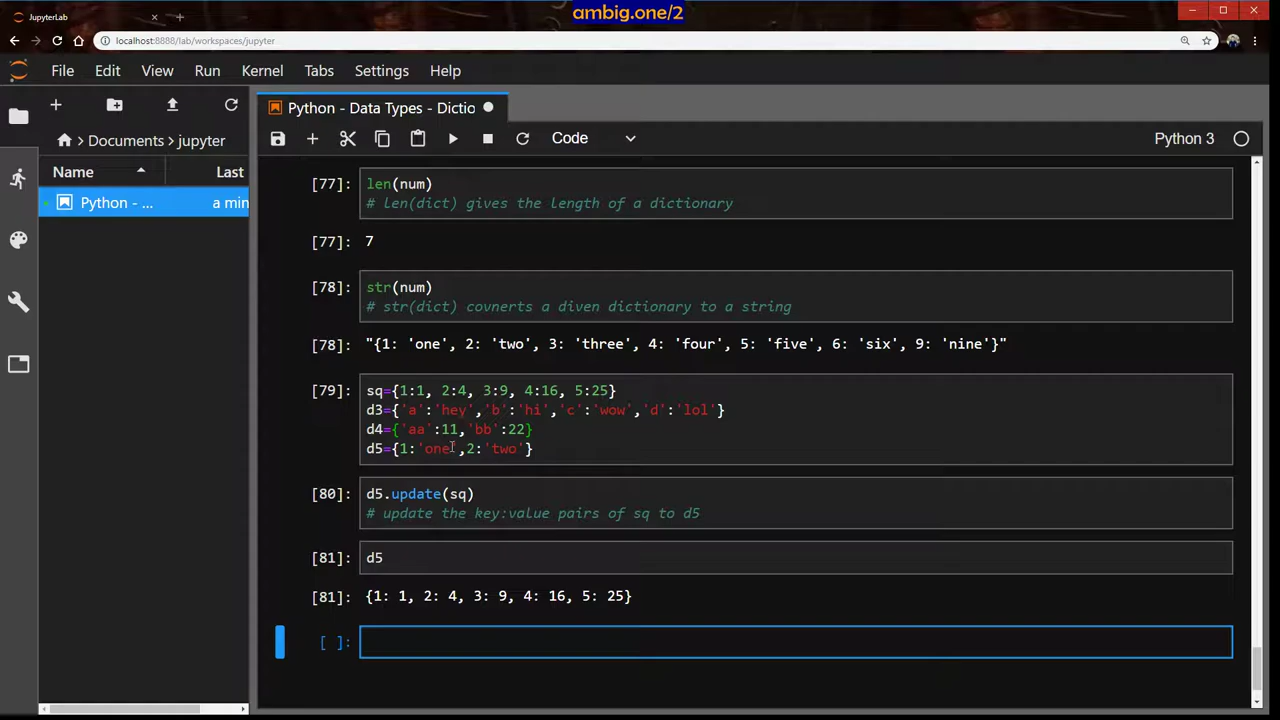 ambig.one/2
JupyterLab
localhost:8888/lab/workspaces/jupyter
File Edit View Run Kernel Tabs Settings Help
Python - Data Types - Dictio
Documents jupyter
Code Python 3
Name Last
Python - ... a min
[77]: len(num)
# len(dict) gives the length of a dictionary
[77]: 7
[78]: str(num)
# str(dict) covnerts a diven dictionary to a string
[78]: "{1: 'one', 2: 'two', 3: 'three', 4: 'four', 5: 'five', 6: 'six', 9: 'nine'}"
[79]: sq={1:1, 2:4, 3:9, 4:16, 5:25}
d3={'a':'hey','b':'hi','c':'wow','d':'lol'}
d4={'aa':11,'bb':22}
d5={1:'one',2:'two'}
[80]: d5.update(sq)
# update the key:value pairs of sq to d5
[81]: d5
[81]: {1: 1, 2: 4, 3: 9, 4: 16, 5: 25}
[ ]: